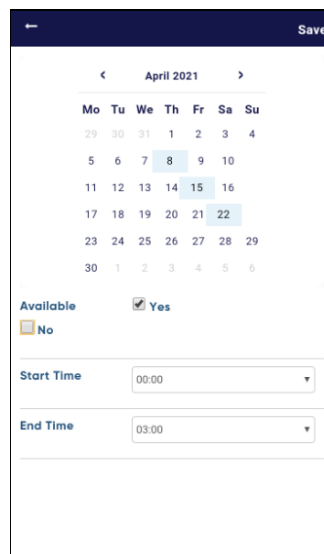 ← Save
‹ April 2021 ›
Mo Tu We Th Fr Sa Su
29 30 31 1 2 3 4
5 6 7 8 9 10
11 12 13 14 15 16
17 18 19 20 21 22
23 24 25 26 27 28 29
30 1 2 3 4 5 6
Available Yes
No
Start Time 00:00
End Time 03:00